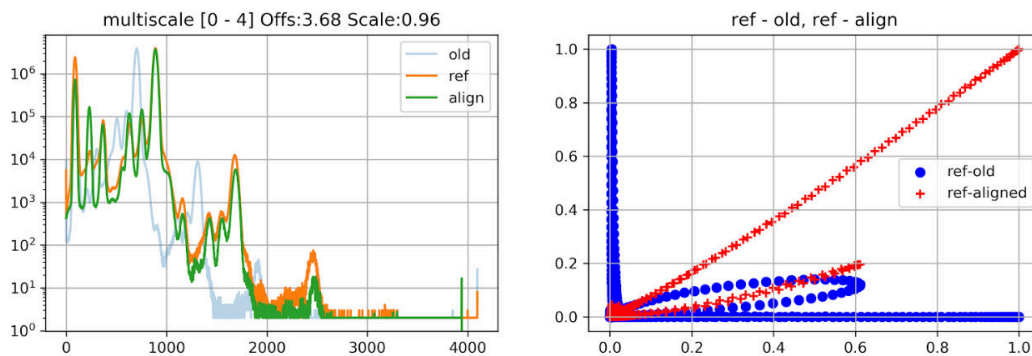 multiscale [0 - 4] Offs:3.68 Scale:0.96
10⁶
10⁵
10⁴
10³
10²
10¹
10⁰
0 1000 2000 3000 4000
old
ref
align
ref - old, ref - align
1.0
0.8
0.6
0.4
0.2
0.0
0.0 0.2 0.4 0.6 0.8 1.0
ref-old
ref-aligned